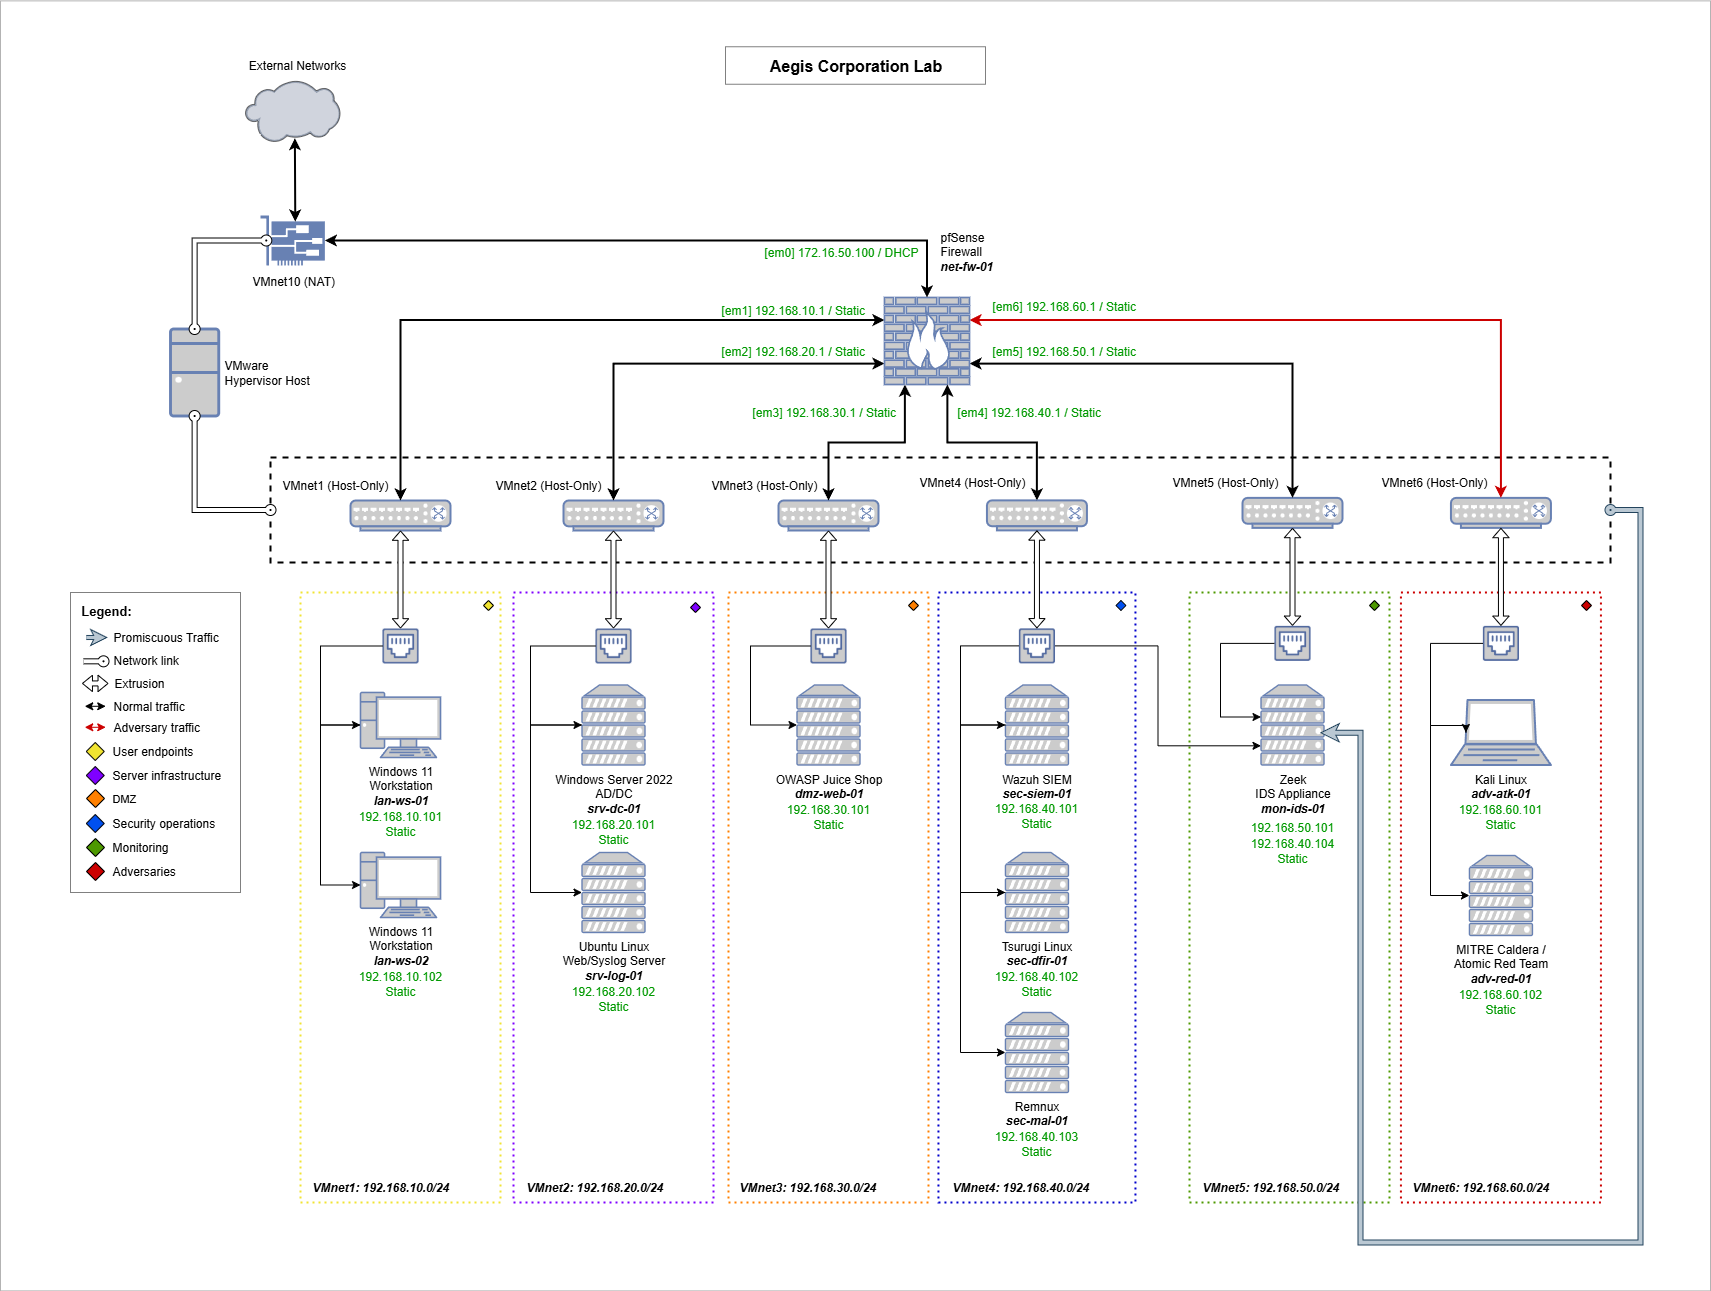 Aegis Corporation Lab
External Networks
VMnet10 (NAT)
VMware
Hypervisor Host
pfSense
Firewall
net-fw-01
[em0] 172.16.50.100 / DHCP
[em1] 192.168.10.1 / Static
[em6] 192.168.60.1 / Static
[em2] 192.168.20.1 / Static
[em5] 192.168.50.1 / Static
[em3] 192.168.30.1 / Static
[em4] 192.168.40.1 / Static
VMnet1 (Host-Only)
VMnet2 (Host-Only)
VMnet3 (Host-Only)
VMnet4 (Host-Only)
VMnet5 (Host-Only)
VMnet6 (Host-Only)
Legend:
Promiscuous Traffic
Network link
Extrusion
Normal traffic
Adversary traffic
User endpoints
Server infrastructure
DMZ
Security operations
Monitoring
Adversaries
Windows 11
Workstation
lan-ws-01
192.168.10.101
Static
Windows 11
Workstation
lan-ws-02
192.168.10.102
Static
VMnet1: 192.168.10.0/24
Windows Server 2022
AD/DC
srv-dc-01
192.168.20.101
Static
Ubuntu Linux
Web/Syslog Server
srv-log-01
192.168.20.102
Static
VMnet2: 192.168.20.0/24
OWASP Juice Shop
dmz-web-01
192.168.30.101
Static
VMnet3: 192.168.30.0/24
Wazuh SIEM
sec-siem-01
192.168.40.101
Static
Tsurugi Linux
sec-dfir-01
192.168.40.102
Static
Remnux
sec-mal-01
192.168.40.103
Static
VMnet4: 192.168.40.0/24
Zeek
IDS Appliance
mon-ids-01
192.168.50.101
192.168.40.104
Static
VMnet5: 192.168.50.0/24
Kali Linux
adv-atk-01
192.168.60.101
Static
MITRE Caldera /
Atomic Red Team
adv-red-01
192.168.60.102
Static
VMnet6: 192.168.60.0/24